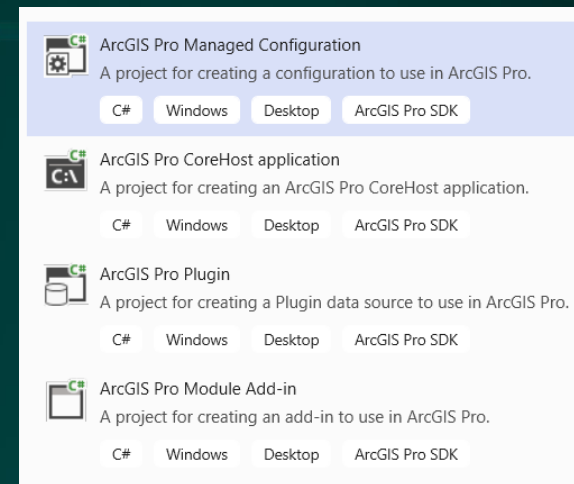 C#
ArcGIS Pro Managed Configuration
A project for creating a configuration to use in ArcGIS Pro.
C# Windows Desktop ArcGIS Pro SDK
C#
C:\
ArcGIS Pro CoreHost application
A project for creating an ArcGIS Pro CoreHost application.
C# Windows Desktop ArcGIS Pro SDK
C#
ArcGIS Pro Plugin
A project for creating a Plugin data source to use in ArcGIS Pro.
C# Windows Desktop ArcGIS Pro SDK
C#
ArcGIS Pro Module Add-in
A project for creating an add-in to use in ArcGIS Pro.
C# Windows Desktop ArcGIS Pro SDK